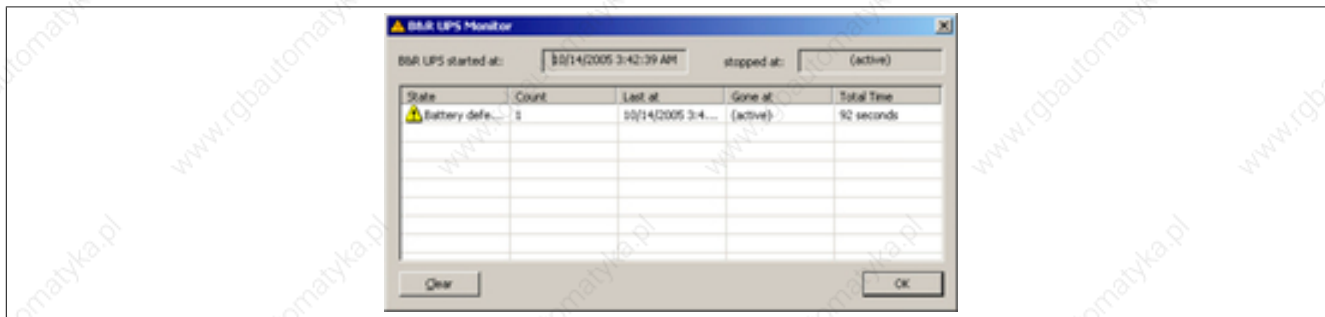 B&R UPS Monitor
B&R UPS started at: 10/14/2005 3:42:39 AM stopped at: (active)
State Count Last at Gone at Total Time
Battery defe... 1 10/14/2005 3:4... (active) 92 seconds
Clear OK
www.rgbautomatyka.pl